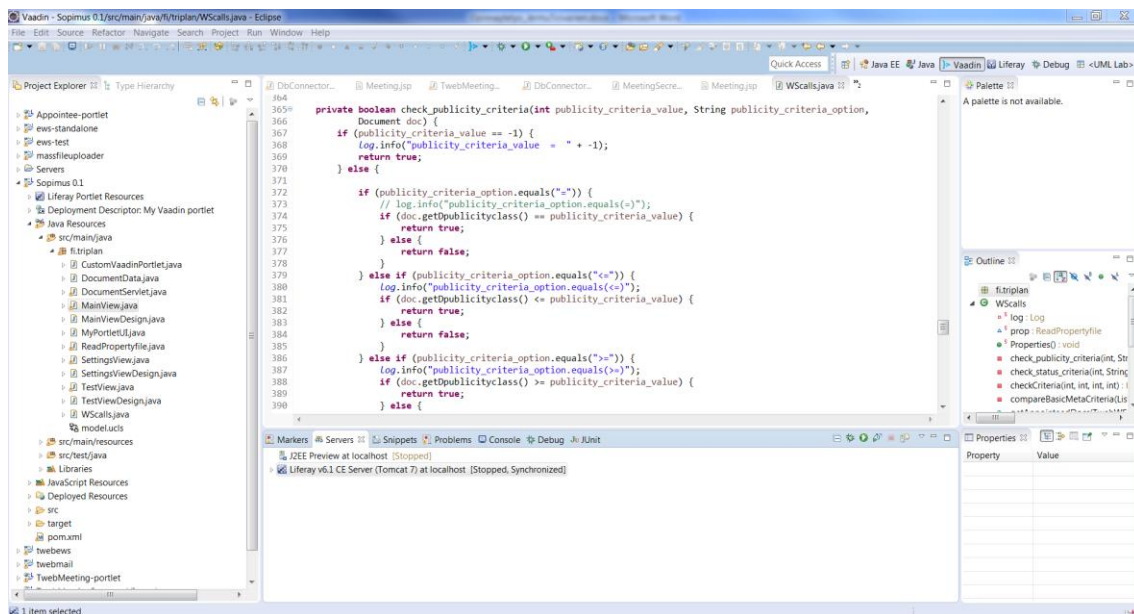 Vaadin - Sopimus 0.1/src/main/java/fi/triplan/WScalls.java - Eclipse
File Edit Source Refactor Navigate Search Project Run Window Help
Quick Access Java EE Java Vaadin Liferay Debug <UML Lab>
Project Explorer Type Hierarchy
Appointee-portlet
ews-standalone
ews-test
massfileuploader
Servers
Sopimus 0.1
Liferay Portlet Resources
Deployment Descriptor: My Vaadin portlet
Java Resources
src/main/java
fi.triplan
CustomVaadinPortlet.java
DocumentData.java
DocumentServlet.java
MainView.java
MainViewDesign.java
MyPortletUI.java
ReadPropertyfile.java
SettingsView.java
SettingsViewDesign.java
TestView.java
TestViewDesign.java
WScalls.java
model.ucls
src/main/resources
src/test/java
Libraries
JavaScript Resources
Deployed Resources
src
target
pom.xml
twebews
twebmail
TwebMeeting-portlet
1 item selected
DbConnector... Meeting.jsp TwebMeeting... DbConnector... MeetingSecre... Meeting.jsp WScalls.java
364
365 private boolean check_publicity_criteria(int publicity_criteria_value, String publicity_criteria_option,
366 Document doc) {
367 if (publicity_criteria_value == -1) {
368 log.info("publicity_criteria_value = " + -1);
369 return true;
370 } else {
371
372 if (publicity_criteria_option.equals("=")) {
373 // log.info("publicity_criteria_option.equals(=)");
374 if (doc.getDpublicityclass() == publicity_criteria_value) {
375 return true;
376 } else {
377 return false;
378 }
379 } else if (publicity_criteria_option.equals("<=")) {
380 log.info("publicity_criteria_option.equals(<=)");
381 if (doc.getDpublicityclass() <= publicity_criteria_value) {
382 return true;
383 } else {
384 return false;
385 }
386 } else if (publicity_criteria_option.equals(">=")) {
387 log.info("publicity_criteria_option.equals(>=)");
388 if (doc.getDpublicityclass() >= publicity_criteria_value) {
389 return true;
390 } else {
Markers Servers Snippets Problems Console Debug JUnit
J2EE Preview at localhost [Stopped]
Liferay v6.1 CE Server (Tomcat 7) at localhost [Stopped, Synchronized]
Palette
A palette is not available.
Outline
fi.triplan
WScalls
log : Log
prop : ReadPropertyfile
Properties() : void
check_publicity_criteria(int, Str
check_status_criteria(int, String
checkCriteria(int, int, int, int) :
compareBasicMetaCriteria(Lis
Properties
Property Value